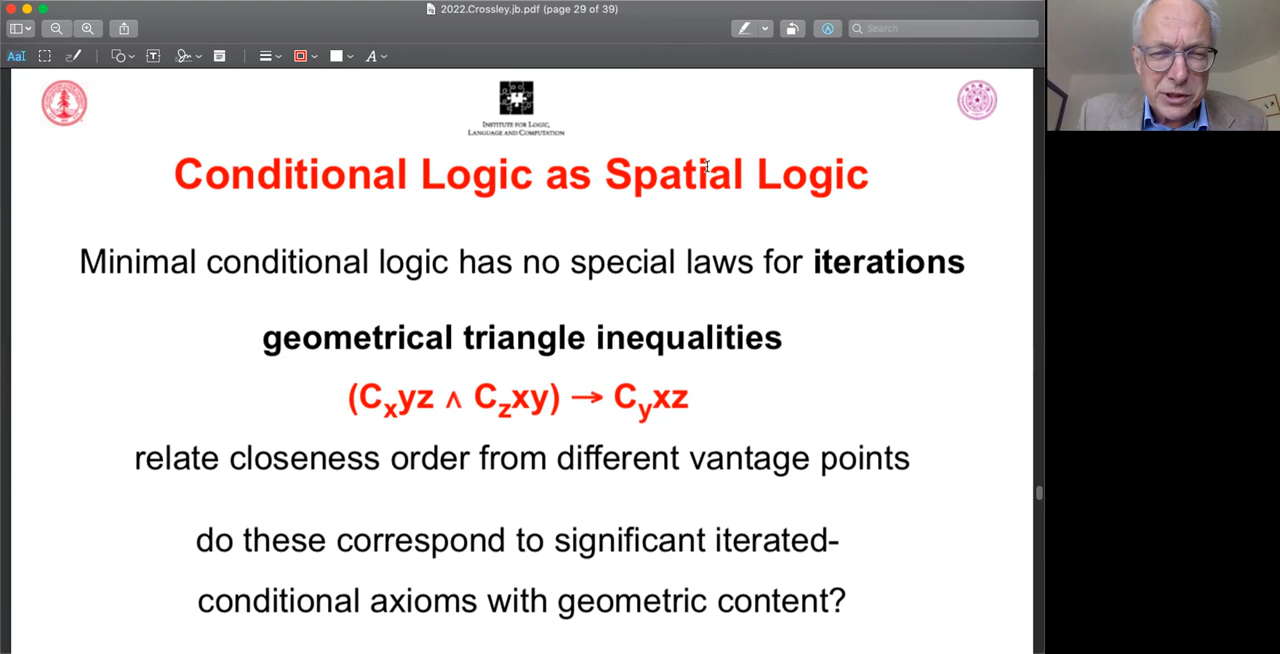 2022.Crossley.jb.pdf (page 29 of 39)
Search
AaI
A
INSTITUTE FOR LOGIC,
LANGUAGE AND COMPUTATION
Conditional Logic as Spatial Logic
Minimal conditional logic has no special laws for iterations
geometrical triangle inequalities
(Cxyz ∧ Czxy) → Cyxz
relate closeness order from different vantage points
do these correspond to significant iterated-
conditional axioms with geometric content?